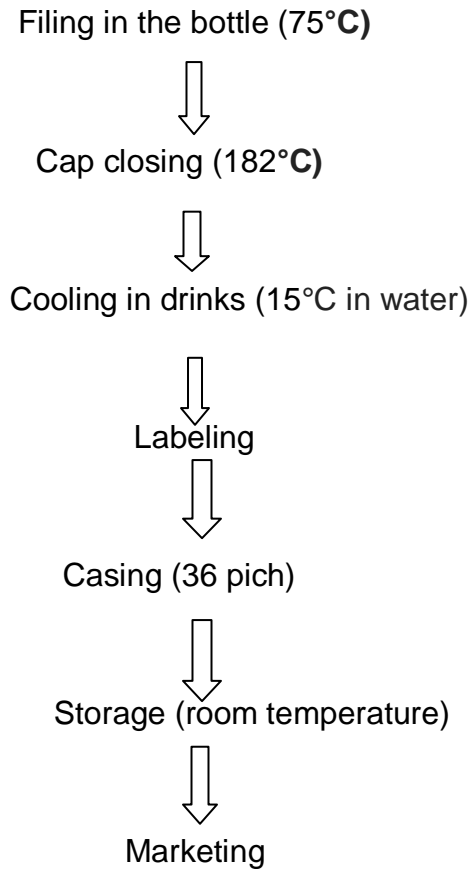 Filing in the bottle (75°C)
Cap closing (182°C)
Cooling in drinks (15°C in water)
Labeling
Casing (36 pich)
Storage (room temperature)
Marketing